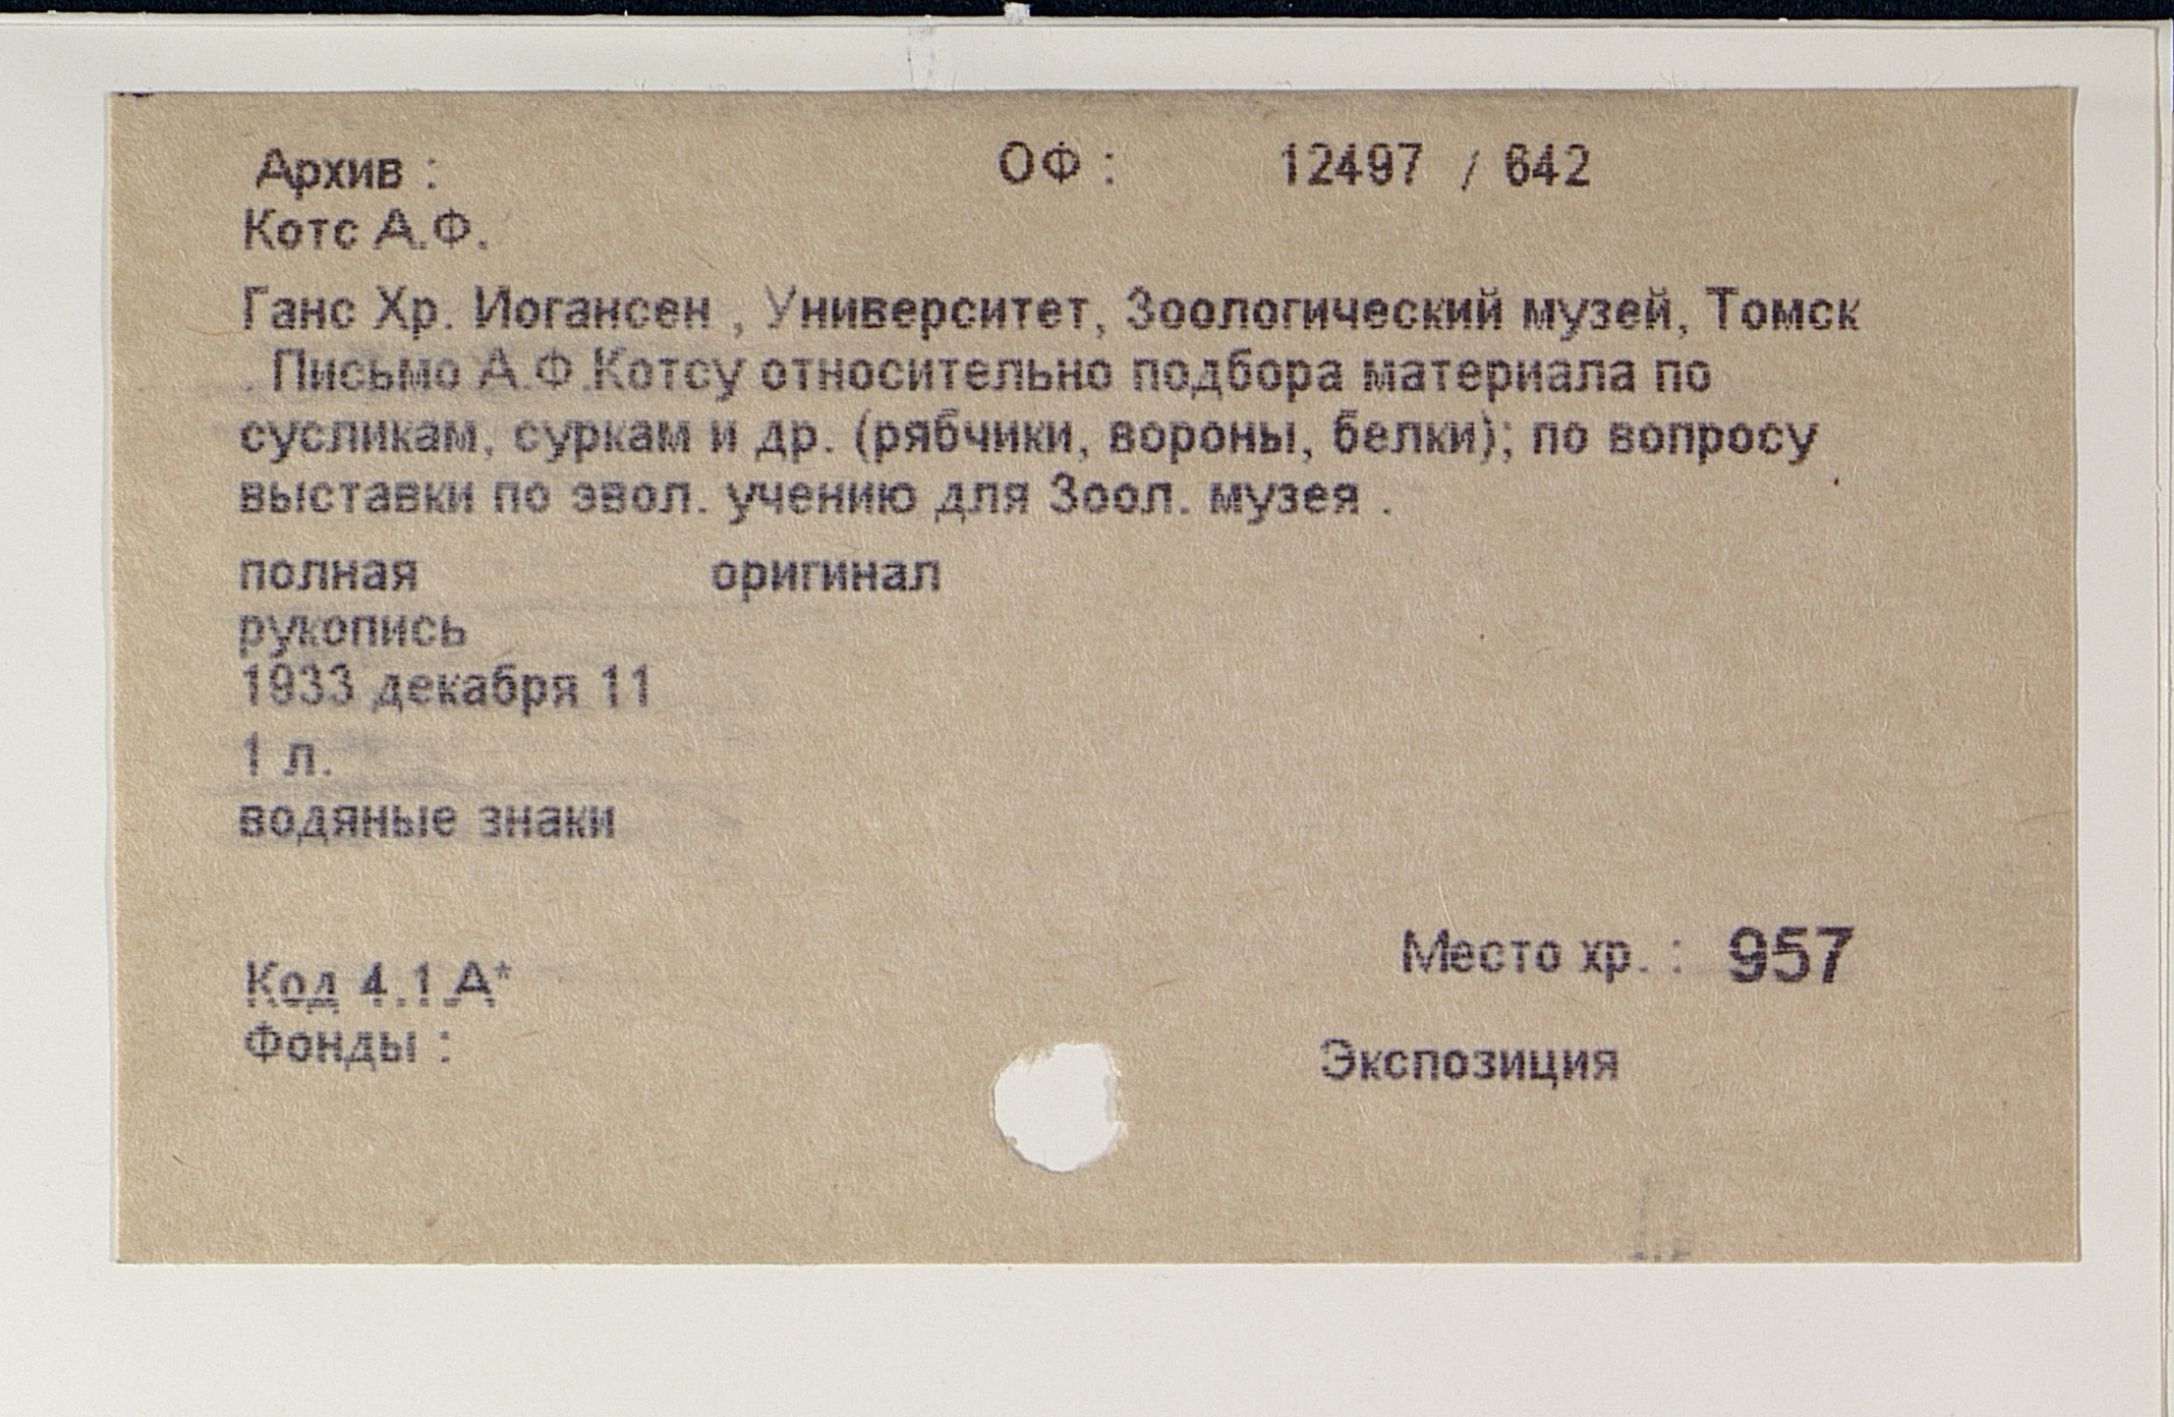 Архив : ОФ : 12497 / 642
Котс А.Ф.
Ганс Хр. Иогансен , Университет, Зоологический музей, Томск
. Письмо А.Ф.Котсу относительно подбора материала по
сусликам, суркам и др. (рябчики, вороны, белки); по вопросу
выставки по эвол. учению для Зоол. музея .
полная оригинал
рукопись
1933 декабря 11
1 л.
водяные знаки
Место хр. : 957
Код 4.1.А*
Фонды :
Экспозиция